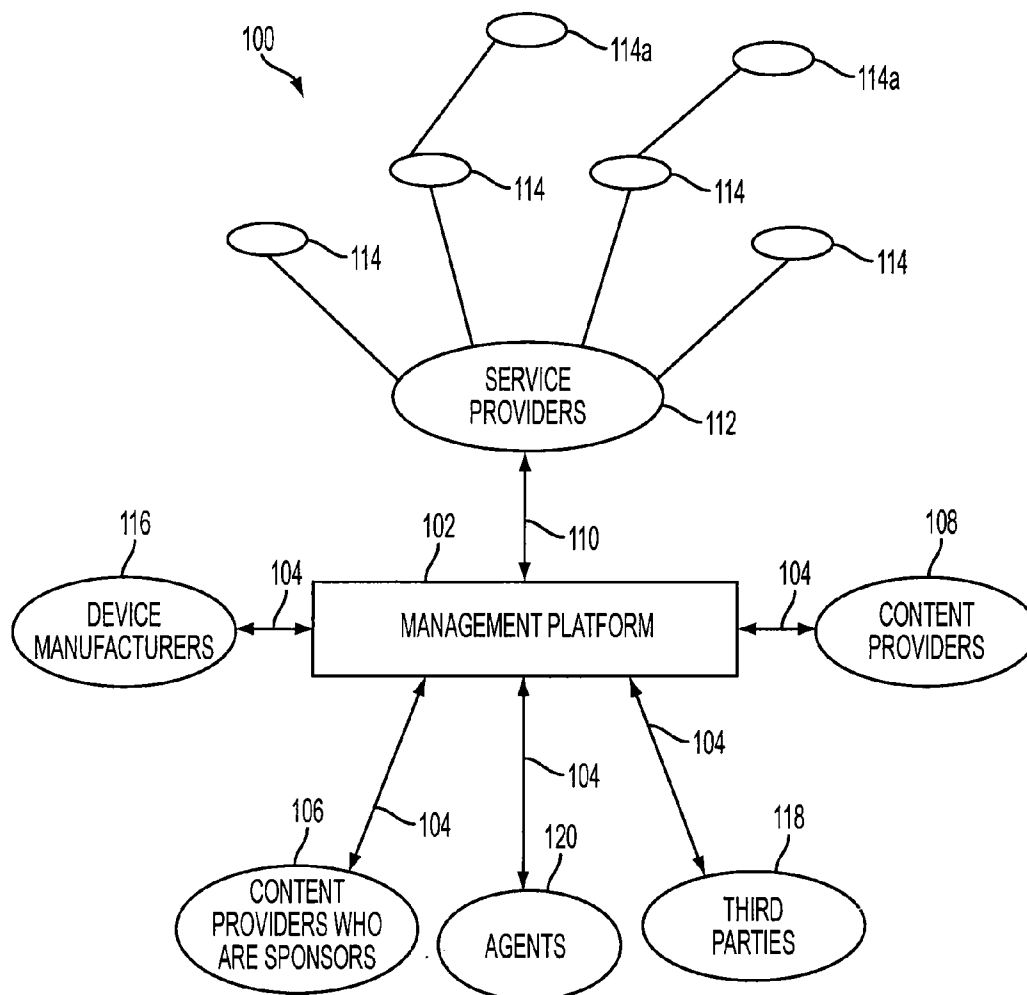 100
114a
114a
114
114
114
114
SERVICE
PROVIDERS
112
110
116
102
108
104
104
DEVICE
MANUFACTURERS
MANAGEMENT PLATFORM
CONTENT
PROVIDERS
104
104
104
106
120
118
CONTENT
PROVIDERS WHO
ARE SPONSORS
AGENTS
THIRD
PARTIES